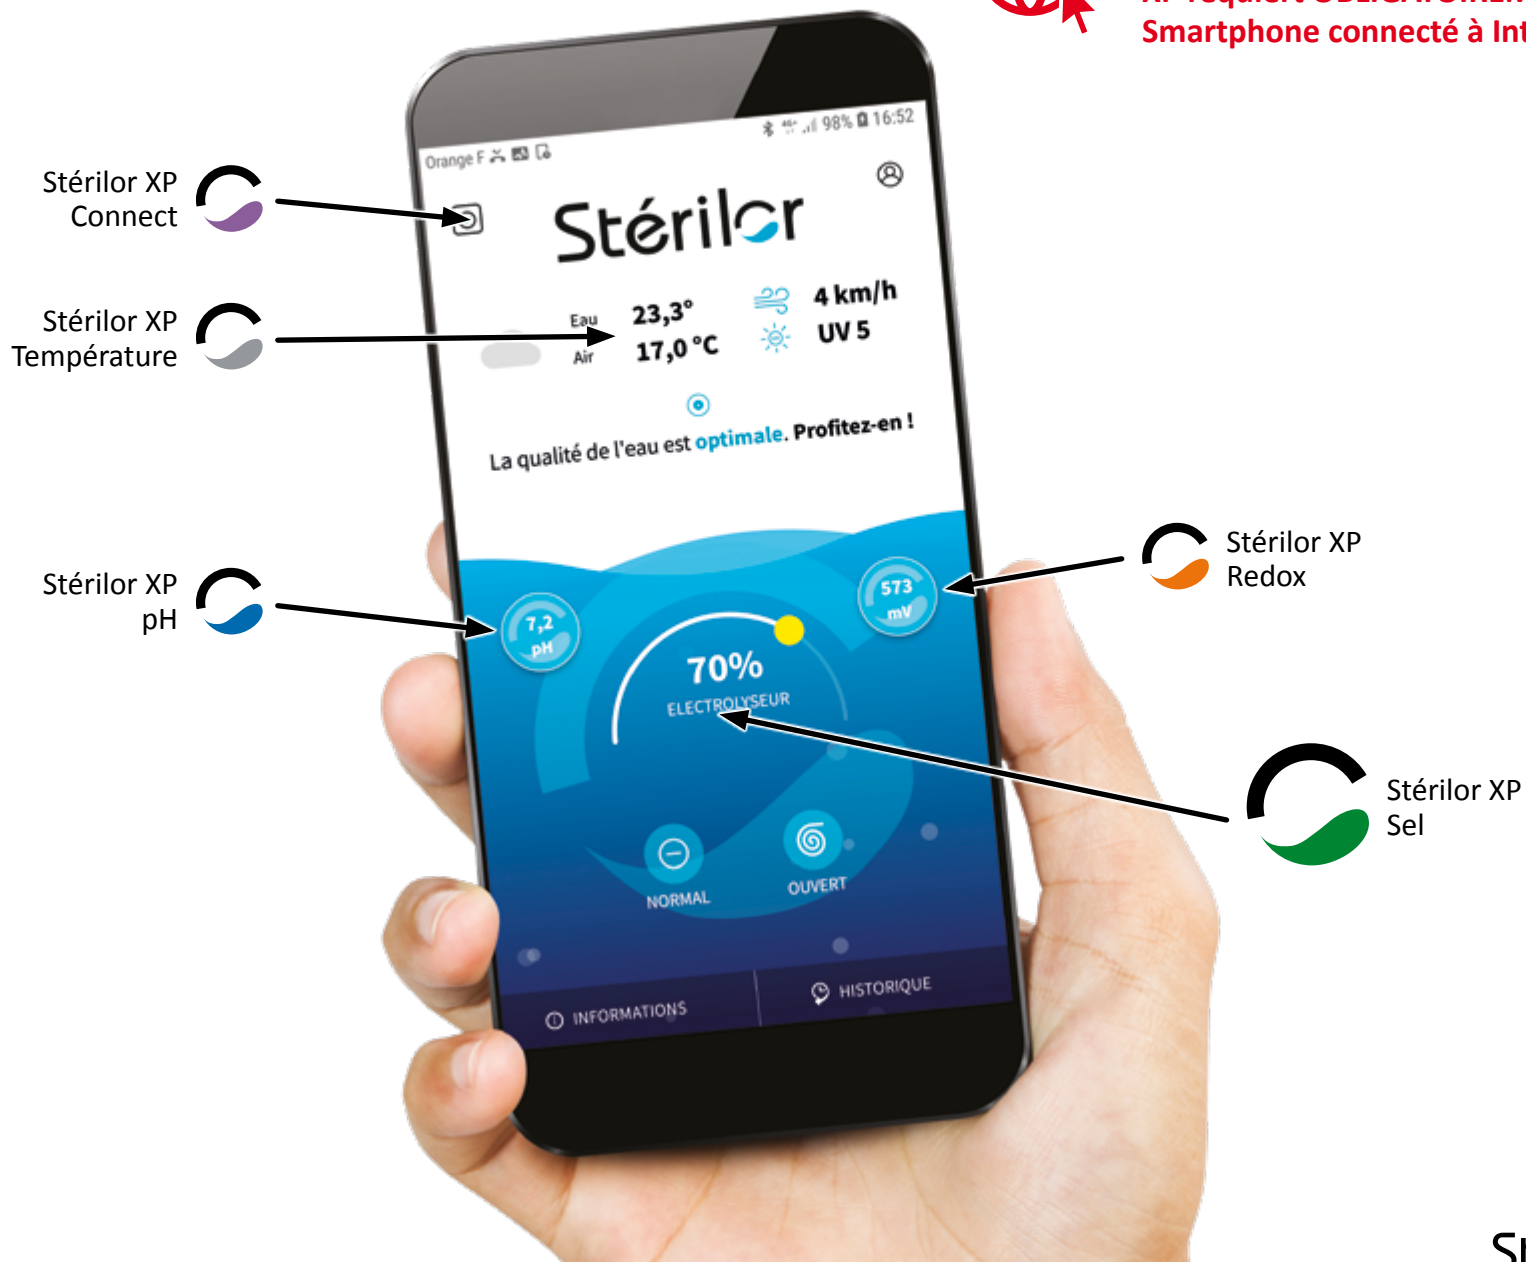 Smartphone connecté à
Orange F
98% 16:52
Stérilor
Stérilor XP
Connect
Eau 23,3°
4 km/h
Air 17,0 °C
UV 5
Stérilor XP
Température
La qualité de l'eau est optimale. Profitez-en !
Stérilor XP
pH
7,2
pH
573
mV
Stérilor XP
Redox
70%
ELECTROLYSEUR
Stérilor XP
Sel
NORMAL
OUVERT
INFORMATIONS
HISTORIQUE